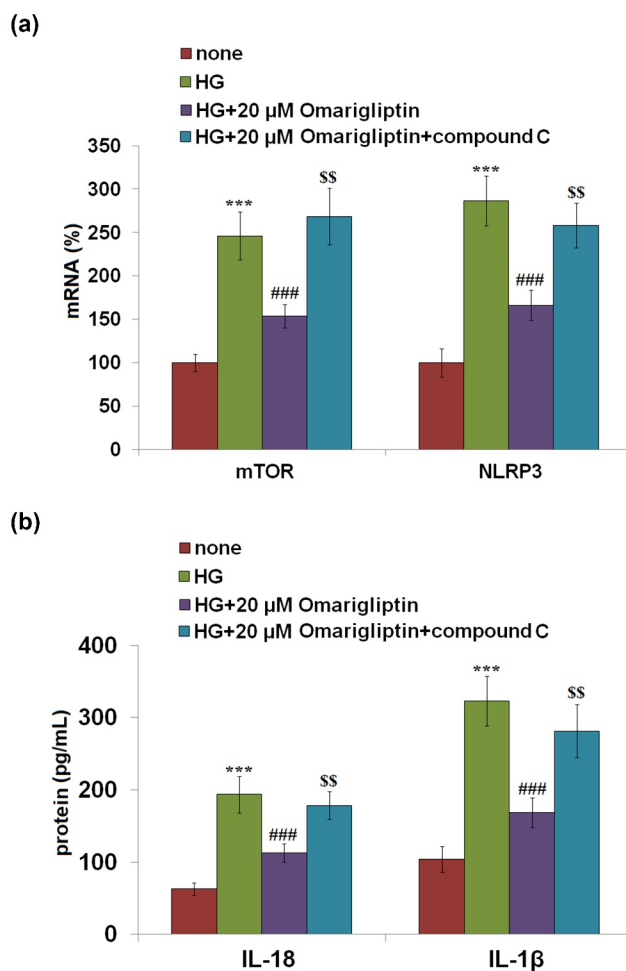 (a)
none
HG
HG+20 µM Omarigliptin
HG+20 µM Omarigliptin+compound C
350
300
250
200
150
100
50
0
mRNA (%)
*** ### $$ *** ### $$
mTOR NLRP3
(b)
none
HG
HG+20 µM Omarigliptin
HG+20 µM Omarigliptin+compound C
400
300
200
100
0
protein (pg/mL)
*** ### $$ *** ### $$
IL-18 IL-1β